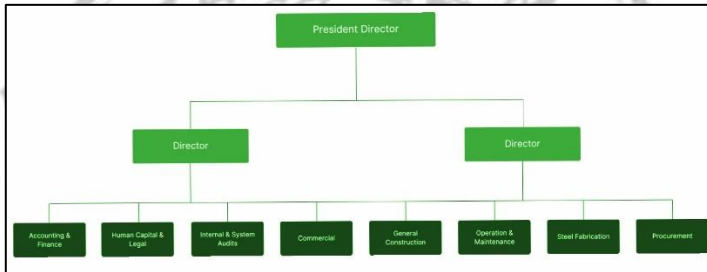 President Director
Director
Director
Accounting &
Finance
Human Capital &
Legal
Internal & System
Audits
Commercial
General
Construction
Operation &
Maintenance
Steel Fabrication
Procurement